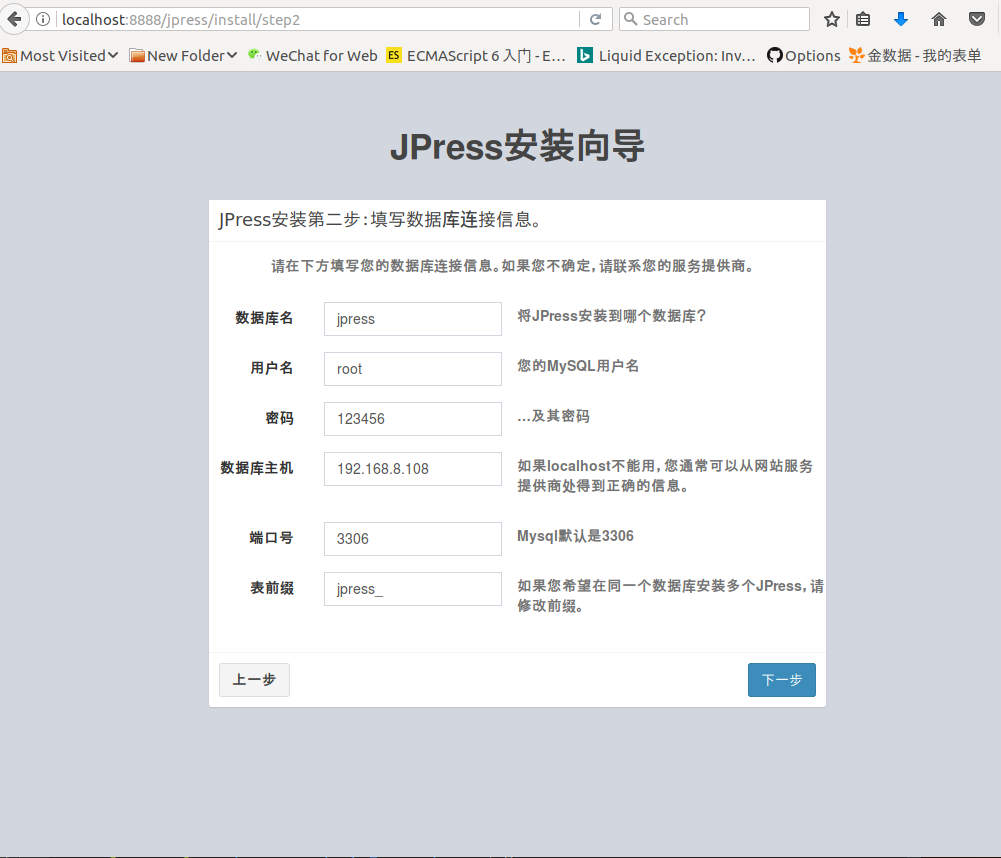 localhost:8888/jpress/install/step2
Search
Most Visited
New Folder
WeChat for Web
ES
ECMAScript 6 入门 - E…
Liquid Exception: Inv…
Options
金数据 - 我的表单
JPress安装向导
JPress安装第二步：填写数据库连接信息。
请在下方填写您的数据库连接信息。如果您不确定，请联系您的服务提供商。
数据库名
jpress
将JPress安装到哪个数据库？
用户名
root
您的MySQL用户名
密码
123456
…及其密码
数据库主机
192.168.8.108
如果localhost不能用，您通常可以从网站服务
提供商处得到正确的信息。
端口号
3306
Mysql默认是3306
表前缀
jpress_
如果您希望在同一个数据库安装多个JPress，请
修改前缀。
上一步
下一步